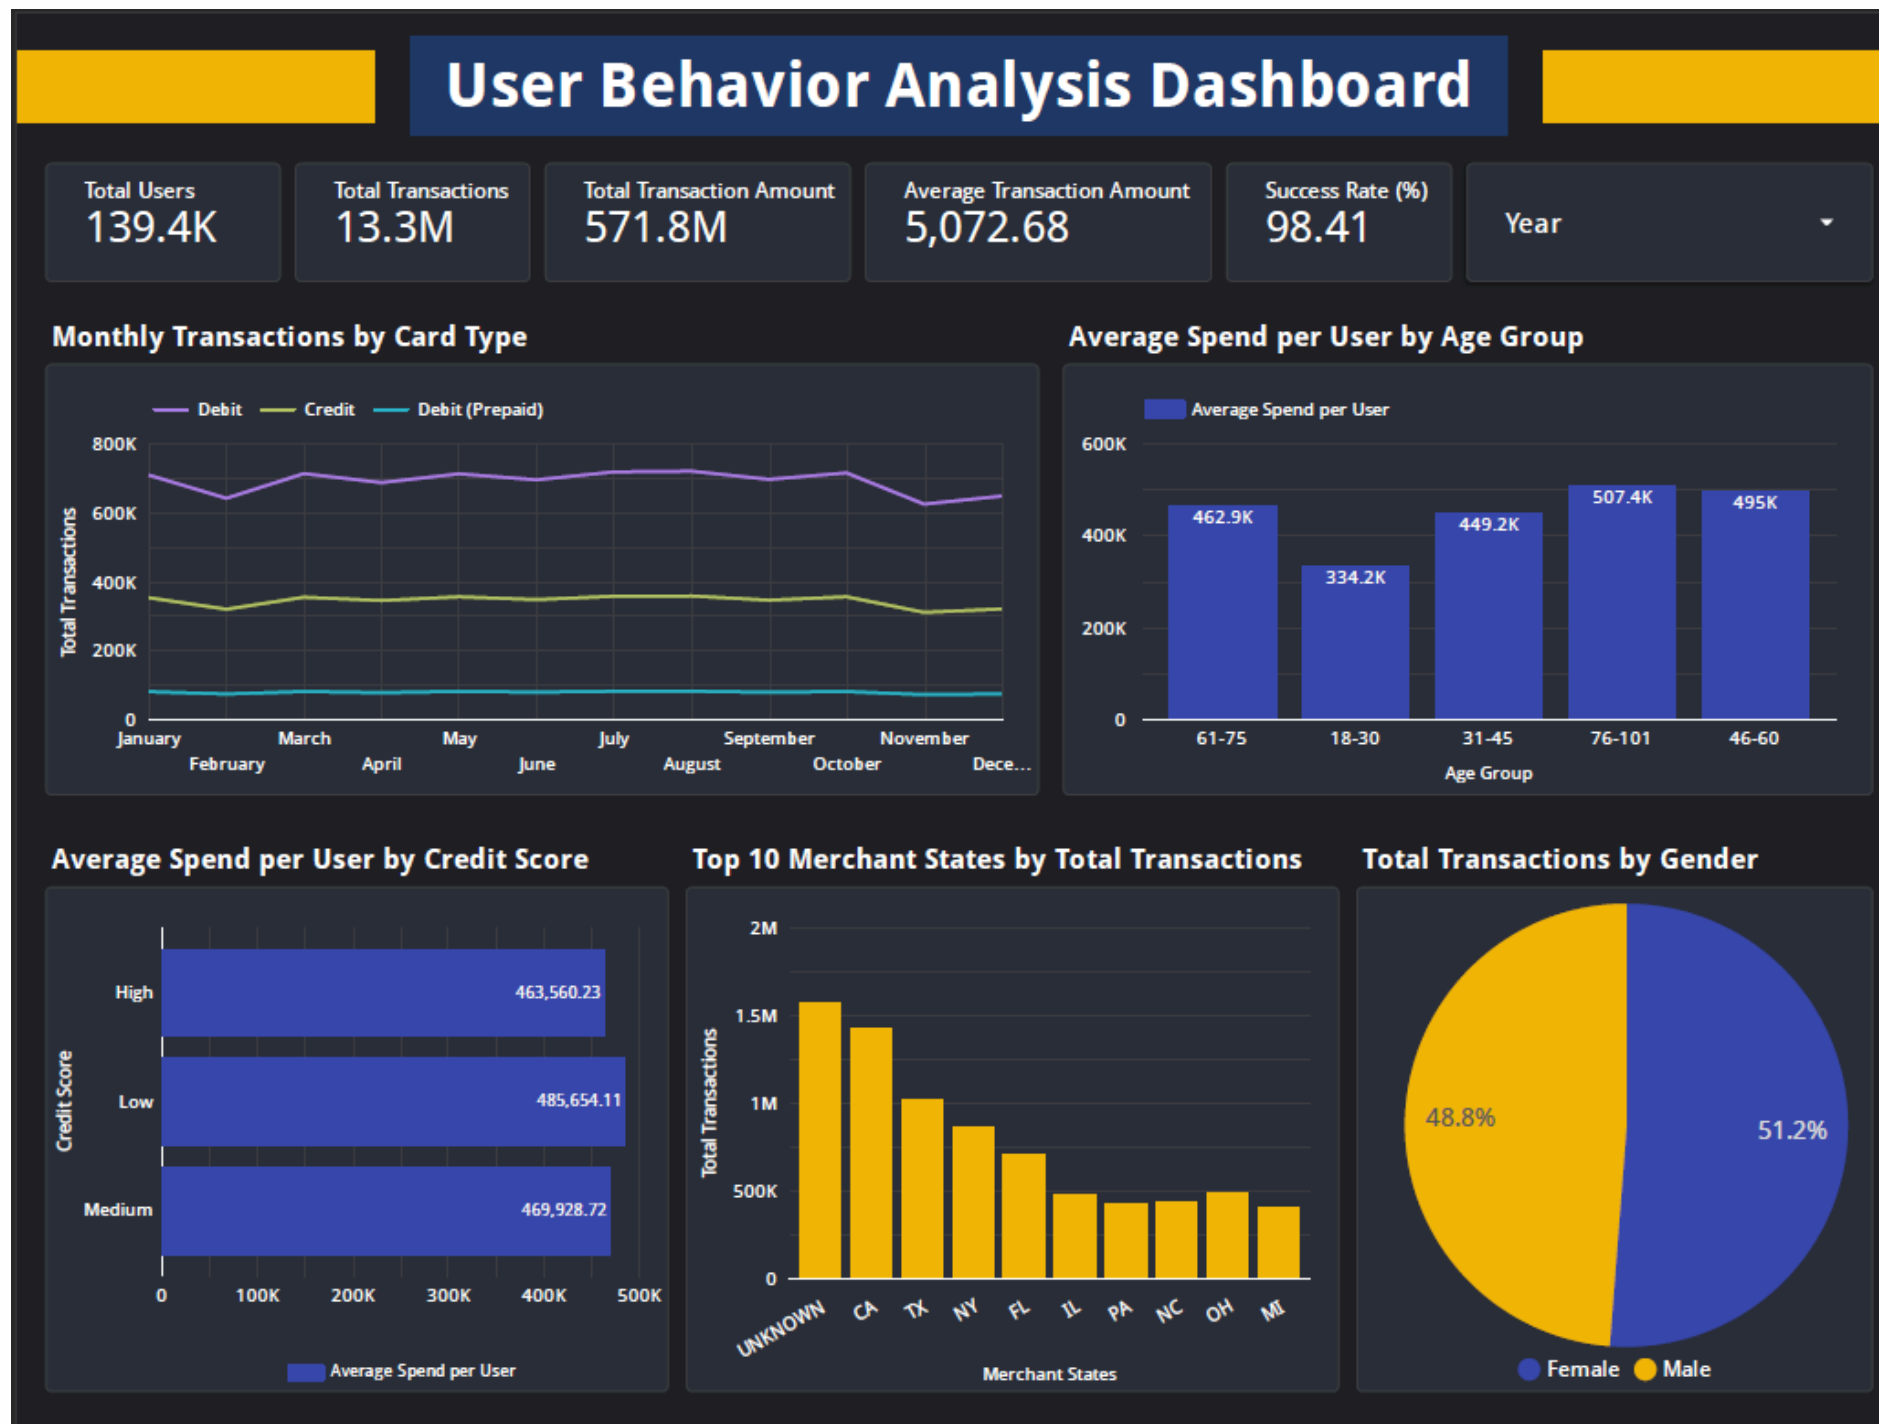 User Behavior Analysis Dashboard
Total Users
139.4K
Total Transactions
13.3M
Total Transaction Amount
571.8M
Average Transaction Amount
5,072.68
Success Rate (%)
98.41
Year
Monthly Transactions by Card Type
Debit
Credit
Debit (Prepaid)
Total Transactions
800K
600K
400K
200K
0
January
February
March
April
May
June
July
August
September
October
November
Dece...
Average Spend per User by Age Group
Average Spend per User
600K
400K
200K
0
462.9K
334.2K
449.2K
507.4K
495K
61-75
18-30
31-45
76-101
46-60
Age Group
Average Spend per User by Credit Score
Credit Score
High
463,560.23
Low
485,654.11
Medium
469,928.72
0
100K
200K
300K
400K
500K
Average Spend per User
Top 10 Merchant States by Total Transactions
Total Transactions
2M
1.5M
1M
500K
0
UNKNOWN
CA
TX
NY
FL
IL
PA
NC
OH
MI
Merchant States
Total Transactions by Gender
48.8%
51.2%
Female
Male